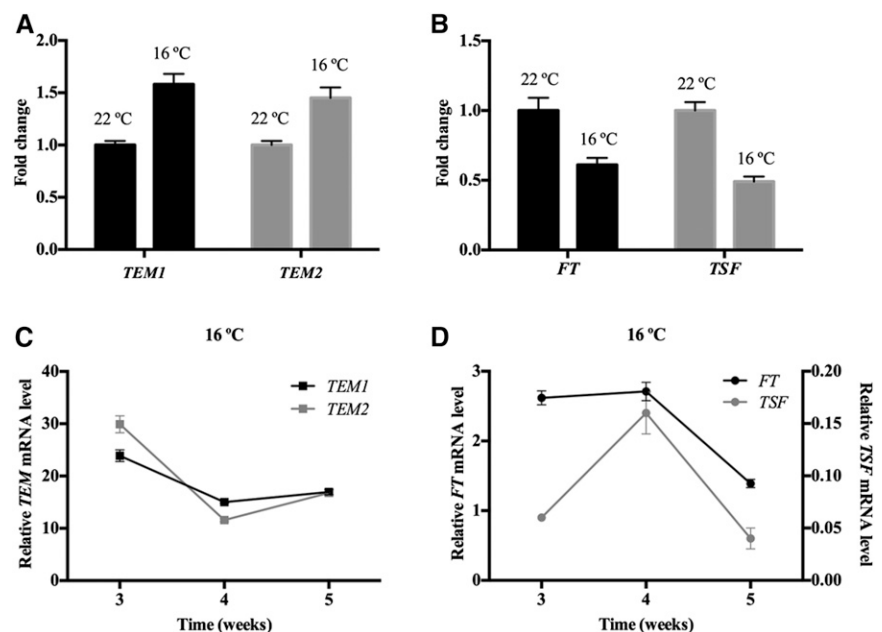 A
Fold change
2.0
1.5
1.0
0.5
0.0
22 ºC
16 ºC
22 ºC
16 ºC
TEM1
TEM2
B
Fold change
1.5
1.0
0.5
0.0
22 ºC
16 ºC
22 ºC
16 ºC
FT
TSF
C
16 ºC
Relative TEM mRNA level
40
30
20
10
0
TEM1
TEM2
3
4
5
Time (weeks)
D
16 ºC
Relative FT mRNA level
3
2
1
0
FT
TSF
0.20
0.15
0.10
0.05
0.00
Relative TSF mRNA level
3
4
5
Time (weeks)